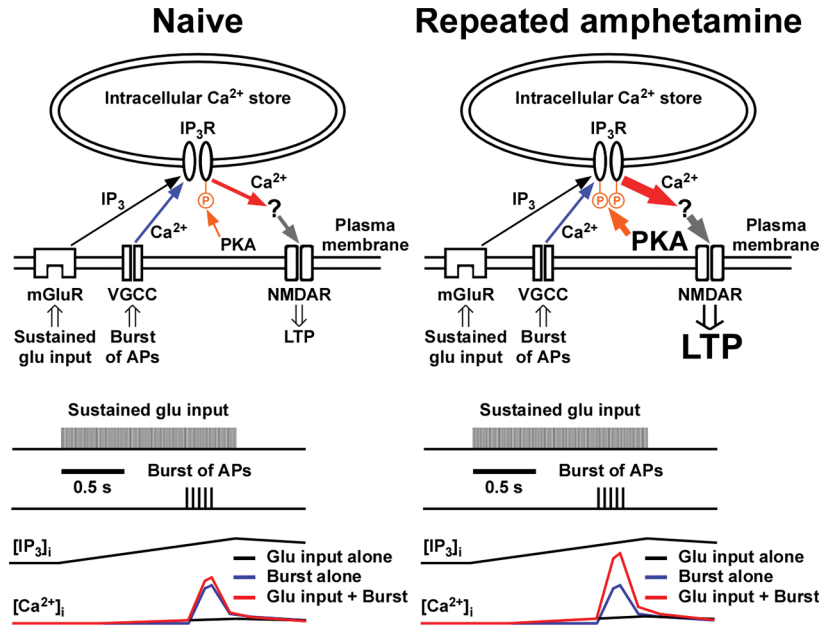 Naive
Intracellular Ca²⁺ store
IP₃R
IP₃
Ca²⁺
Ca²⁺
P
?
PKA
Plasma
membrane
mGluR
VGCC
NMDAR
Sustained
glu input
Burst
of APs
LTP
Sustained glu input
0.5 s
Burst of APs
[IP₃]ᵢ
Glu input alone
Burst alone
Glu input + Burst
[Ca²⁺]ᵢ
Repeated amphetamine
Intracellular Ca²⁺ store
IP₃R
IP₃
Ca²⁺
Ca²⁺
P P
?
PKA
Plasma
membrane
mGluR
VGCC
NMDAR
Sustained
glu input
Burst
of APs
LTP
Sustained glu input
0.5 s
Burst of APs
[IP₃]ᵢ
Glu input alone
Burst alone
Glu input + Burst
[Ca²⁺]ᵢ